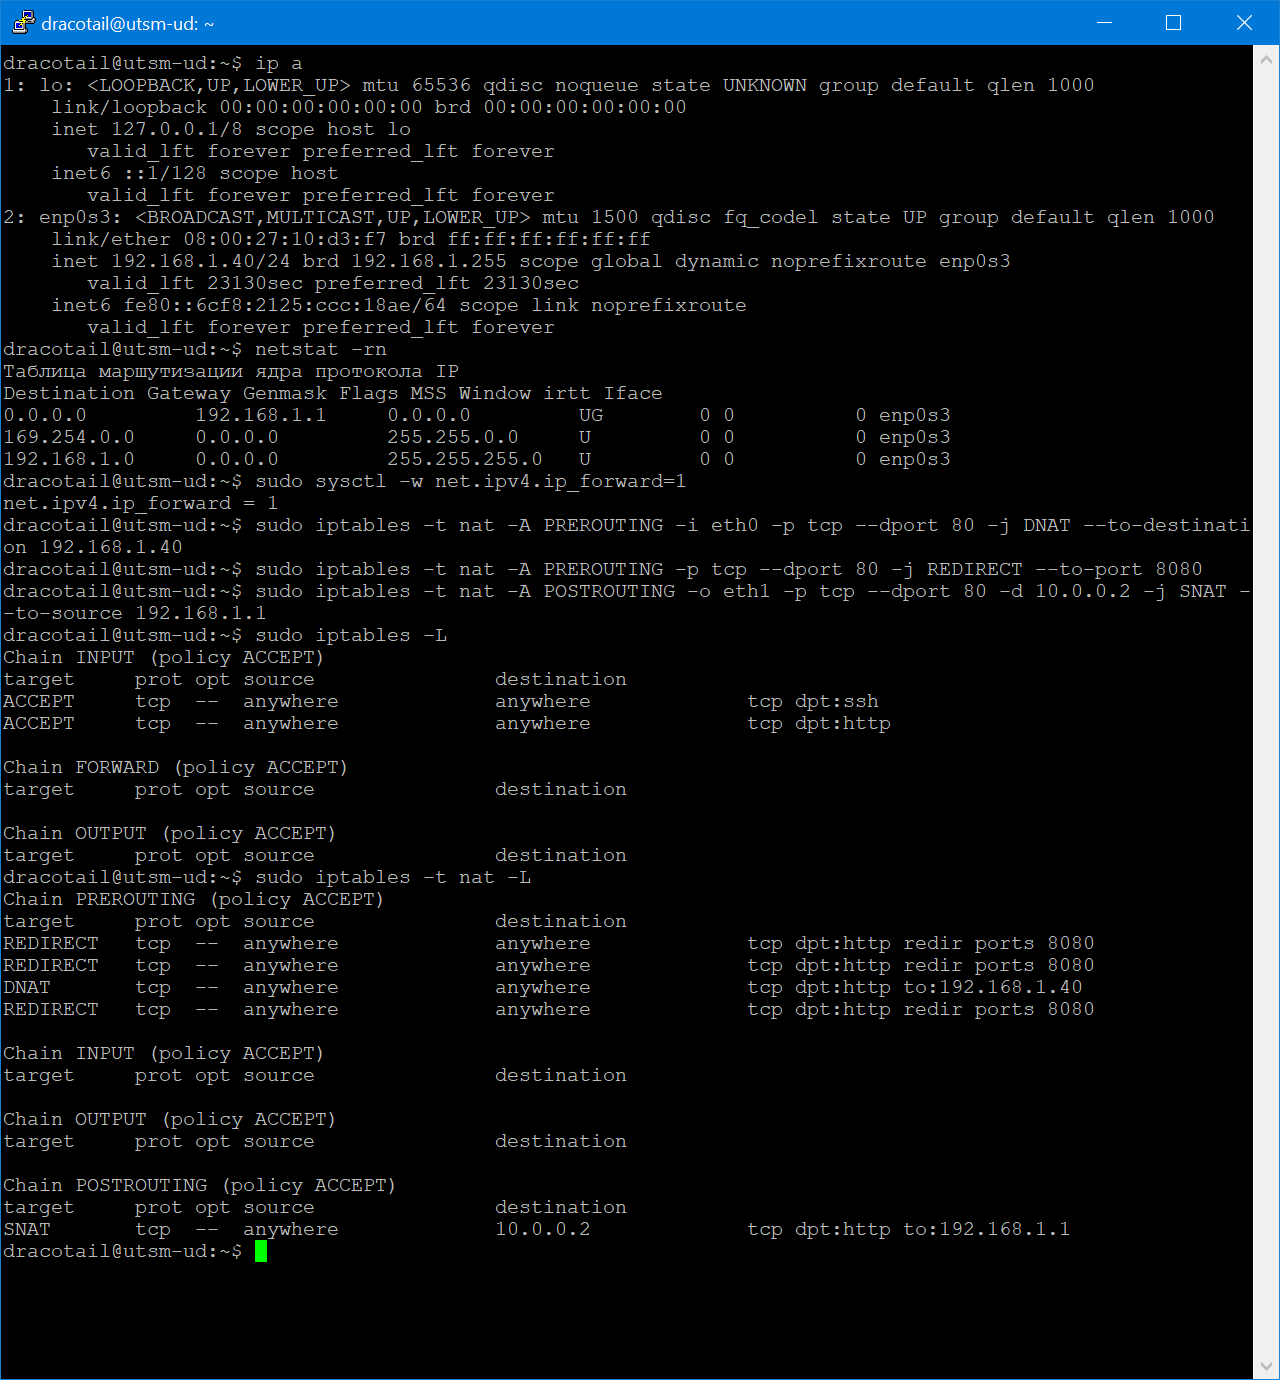 dracotail@utsm-ud: ~
dracotail@utsm-ud:~$ ip a
1: lo: <LOOPBACK,UP,LOWER_UP> mtu 65536 qdisc noqueue state UNKNOWN group default qlen 1000
    link/loopback 00:00:00:00:00:00 brd 00:00:00:00:00:00
    inet 127.0.0.1/8 scope host lo
       valid_lft forever preferred_lft forever
    inet6 ::1/128 scope host
       valid_lft forever preferred_lft forever
2: enp0s3: <BROADCAST,MULTICAST,UP,LOWER_UP> mtu 1500 qdisc fq_codel state UP group default qlen 1000
    link/ether 08:00:27:10:d3:f7 brd ff:ff:ff:ff:ff:ff
    inet 192.168.1.40/24 brd 192.168.1.255 scope global dynamic noprefixroute enp0s3
       valid_lft 23130sec preferred_lft 23130sec
    inet6 fe80::6cf8:2125:ccc:18ae/64 scope link noprefixroute
       valid_lft forever preferred_lft forever
dracotail@utsm-ud:~$ netstat -rn
Таблица маршутизации ядра протокола IP
Destination Gateway Genmask Flags MSS Window irtt Iface
0.0.0.0         192.168.1.1     0.0.0.0         UG        0 0          0 enp0s3
169.254.0.0     0.0.0.0         255.255.0.0     U         0 0          0 enp0s3
192.168.1.0     0.0.0.0         255.255.255.0   U         0 0          0 enp0s3
dracotail@utsm-ud:~$ sudo sysctl -w net.ipv4.ip_forward=1
net.ipv4.ip_forward = 1
dracotail@utsm-ud:~$ sudo iptables -t nat -A PREROUTING -i eth0 -p tcp --dport 80 -j DNAT --to-destinati
on 192.168.1.40
dracotail@utsm-ud:~$ sudo iptables -t nat -A PREROUTING -p tcp --dport 80 -j REDIRECT --to-port 8080
dracotail@utsm-ud:~$ sudo iptables -t nat -A POSTROUTING -o eth1 -p tcp --dport 80 -d 10.0.0.2 -j SNAT -
-to-source 192.168.1.1
dracotail@utsm-ud:~$ sudo iptables -L
Chain INPUT (policy ACCEPT)
target     prot opt source               destination
ACCEPT     tcp  --  anywhere             anywhere             tcp dpt:ssh
ACCEPT     tcp  --  anywhere             anywhere             tcp dpt:http

Chain FORWARD (policy ACCEPT)
target     prot opt source               destination

Chain OUTPUT (policy ACCEPT)
target     prot opt source               destination
dracotail@utsm-ud:~$ sudo iptables -t nat -L
Chain PREROUTING (policy ACCEPT)
target     prot opt source               destination
REDIRECT   tcp  --  anywhere             anywhere             tcp dpt:http redir ports 8080
REDIRECT   tcp  --  anywhere             anywhere             tcp dpt:http redir ports 8080
DNAT       tcp  --  anywhere             anywhere             tcp dpt:http to:192.168.1.40
REDIRECT   tcp  --  anywhere             anywhere             tcp dpt:http redir ports 8080

Chain INPUT (policy ACCEPT)
target     prot opt source               destination

Chain OUTPUT (policy ACCEPT)
target     prot opt source               destination

Chain POSTROUTING (policy ACCEPT)
target     prot opt source               destination
SNAT       tcp  --  anywhere             10.0.0.2             tcp dpt:http to:192.168.1.1
dracotail@utsm-ud:~$